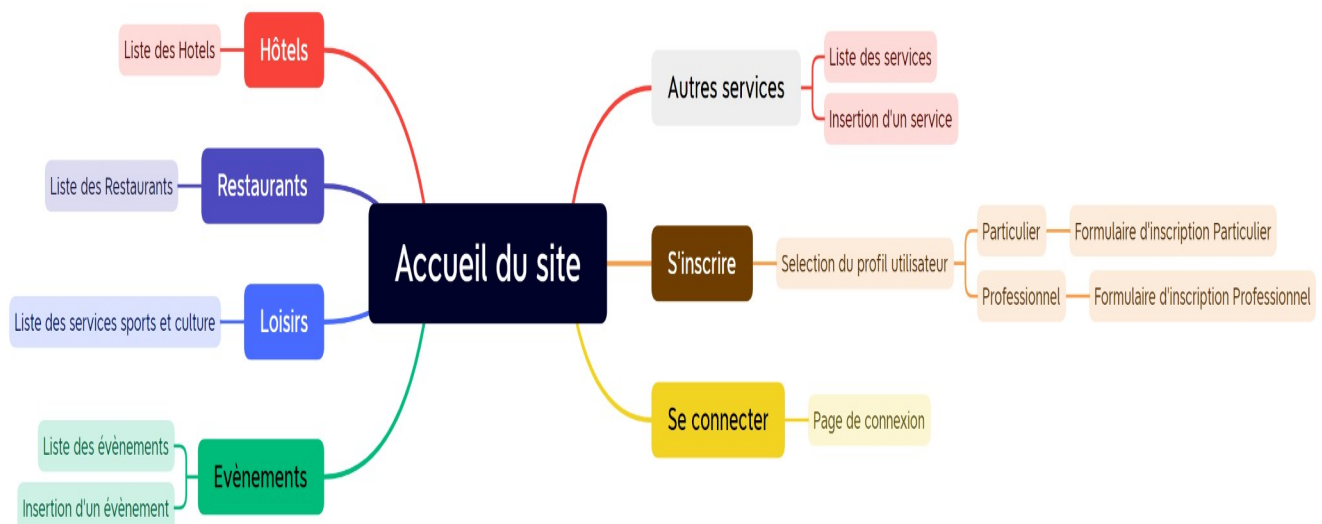 Liste des Hotels
Hôtels
Liste des Restaurants
Restaurants
Liste des services sports et culture
Loisirs
Liste des évènements
Insertion d'un évènement
Evènements
Accueil du site
Autres services
Liste des services
Insertion d'un service
S'inscrire
Selection du profil utilisateur
Particulier
Formulaire d'inscription Particulier
Professionnel
Formulaire d'inscription Professionnel
Se connecter
Page de connexion